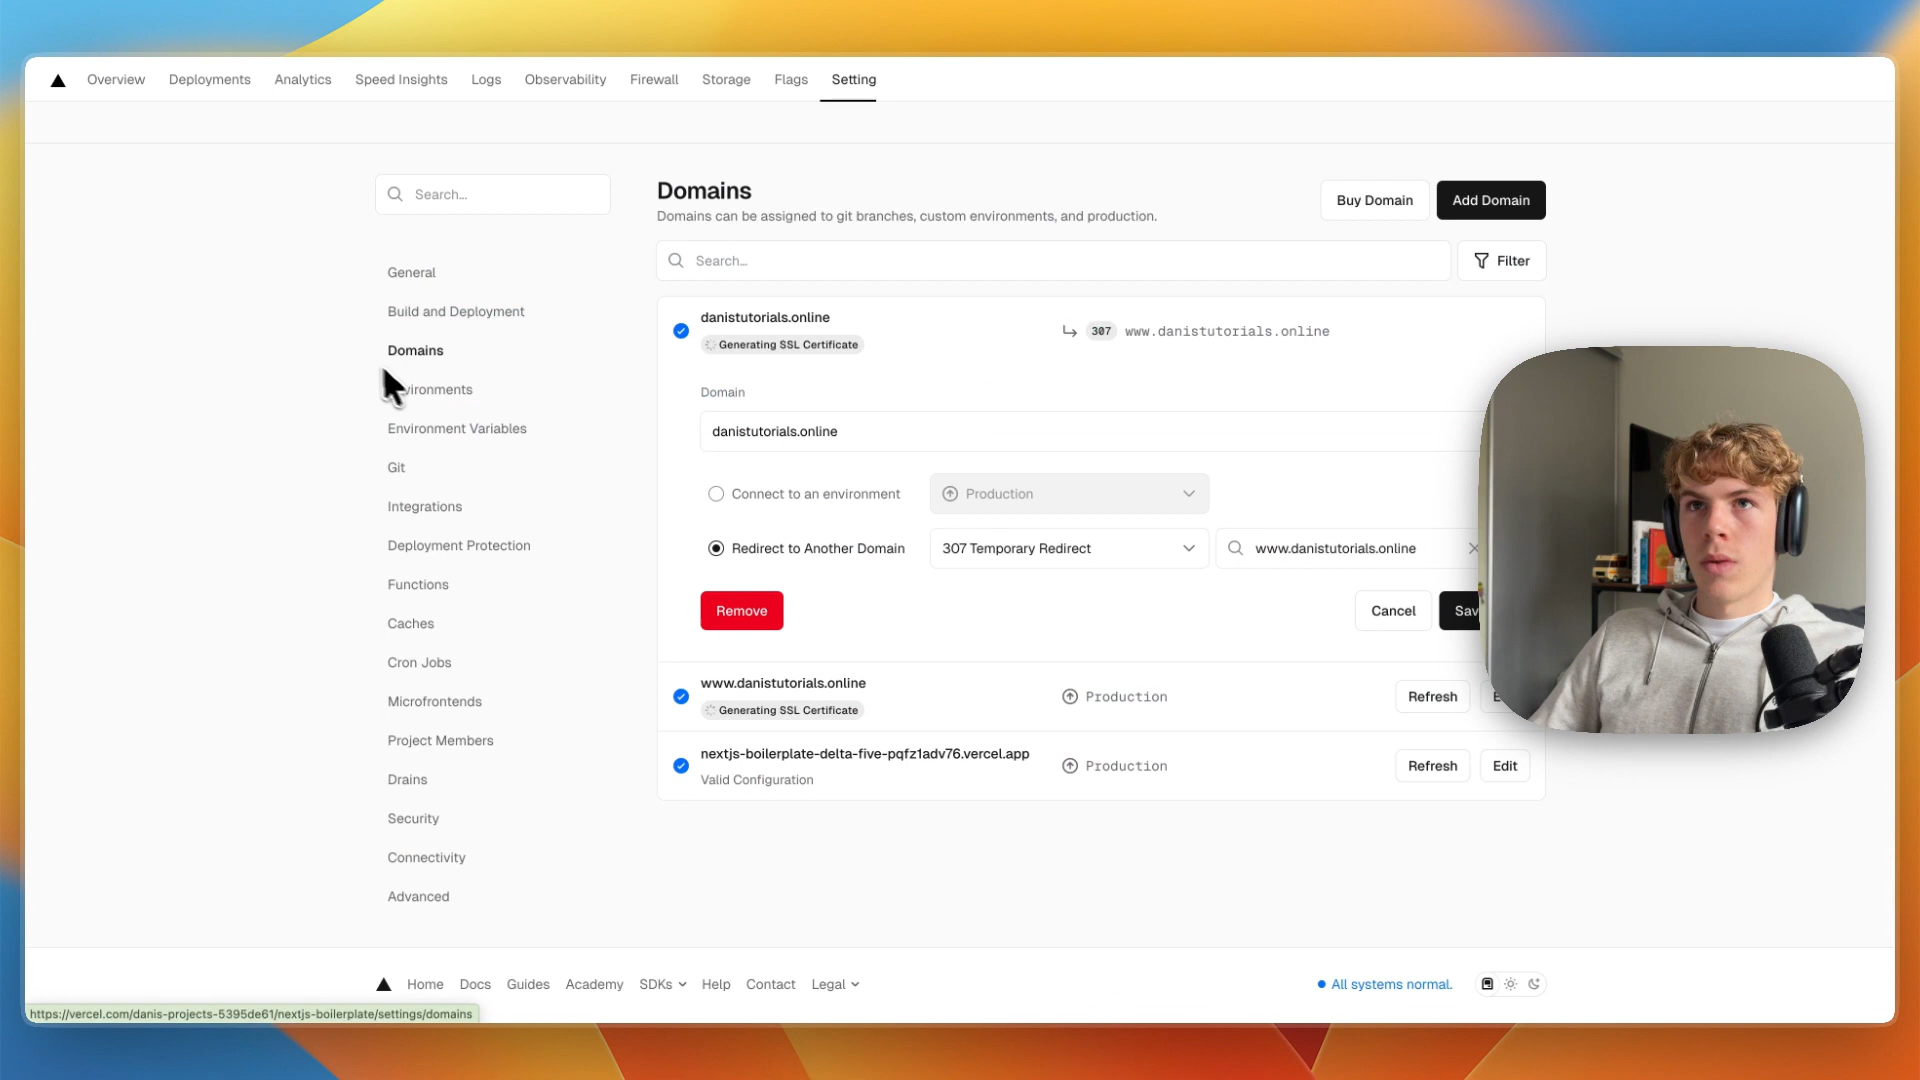 Overview Deployments Analytics Speed Insights Logs Observability Firewall Storage Flags Setting
Search...
General
Build and Deployment
Domains
vironments
Environment Variables
Git
Integrations
Deployment Protection
Functions
Caches
Cron Jobs
Microfrontends
Project Members
Drains
Security
Connectivity
Advanced
Domains
Domains can be assigned to git branches, custom environments, and production.
Buy Domain Add Domain
Search...
Filter
danistutorials.online
Generating SSL Certificate
307 www.danistutorials.online
Domain
danistutorials.online
Connect to an environment Production
Redirect to Another Domain 307 Temporary Redirect www.danistutorials.online
Remove Cancel Sav
www.danistutorials.online
Generating SSL Certificate
Production Refresh E
nextjs-boilerplate-delta-five-pqfz1adv76.vercel.app
Valid Configuration
Production Refresh Edit
Home Docs Guides Academy SDKs Help Contact Legal All systems normal.
https://vercel.com/danis-projects-5395de61/nextjs-boilerplate/settings/domains